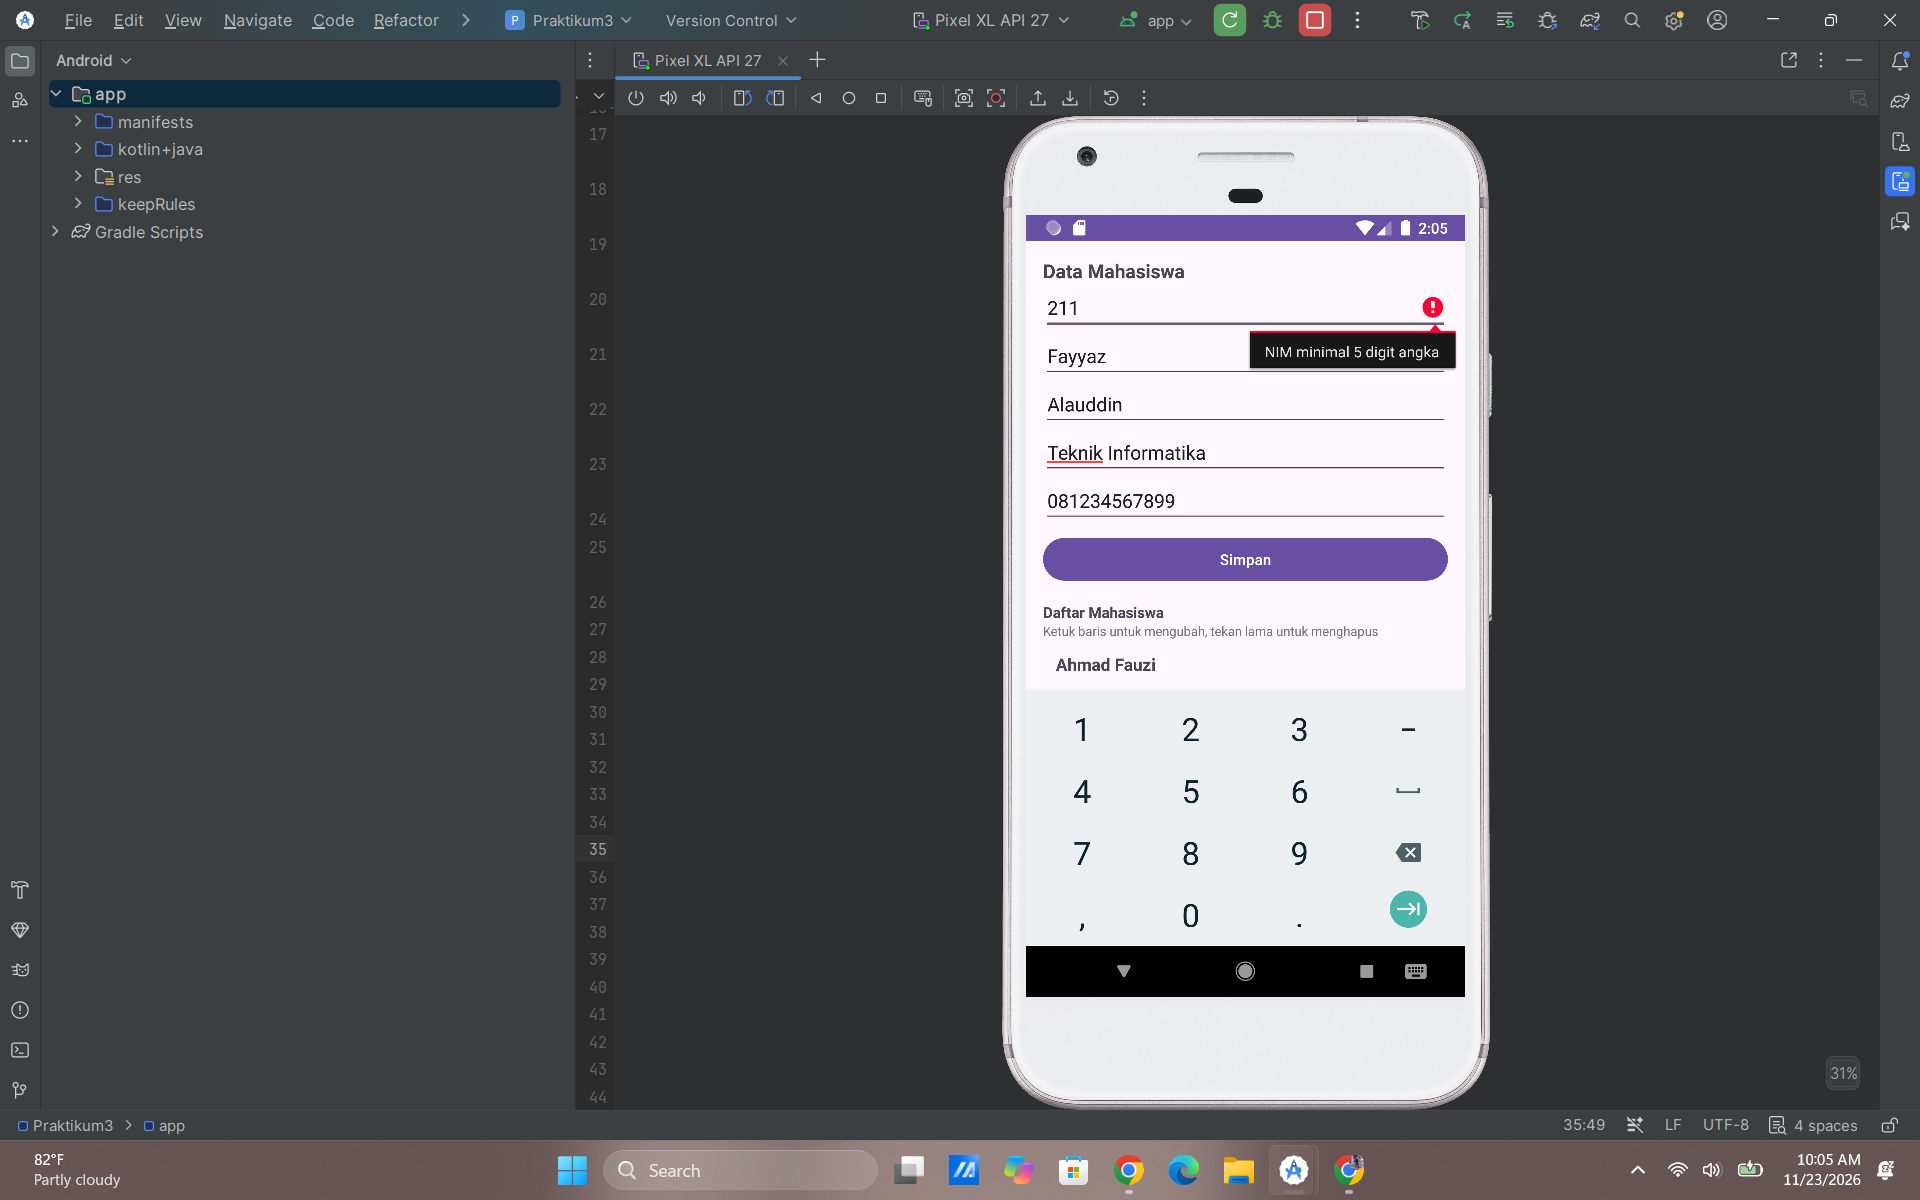 File Edit View Navigate Code Refactor
P Praktikum3
Version Control
Pixel XL API 27
app
Android
Pixel XL API 27
app
manifests
kotlin+java
res
keepRules
Gradle Scripts
17
18
19
20
21
22
23
24
25
26
27
28
29
30
31
32
33
34
35
36
37
38
39
40
41
42
43
44
2:05
Data Mahasiswa
211
NIM minimal 5 digit angka
Fayyaz
Alauddin
Teknik Informatika
081234567899
Simpan
Daftar Mahasiswa
Ketuk baris untuk mengubah, tekan lama untuk menghapus
Ahmad Fauzi
1 2 3 -
4 5 6
7 8 9
, 0 .
31%
Praktikum3 > app
35:49 LF UTF-8 4 spaces
82°F
Partly cloudy
Search
10:05 AM
11/23/2026